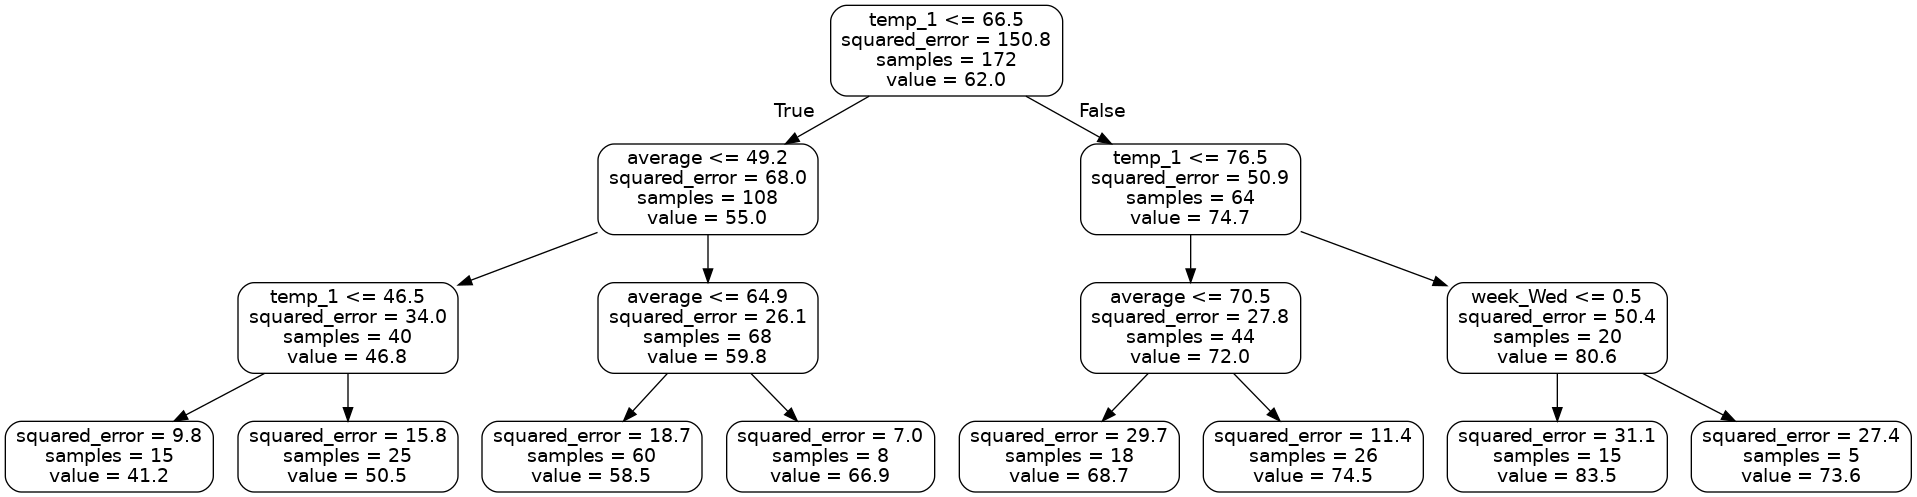 temp_1 <= 66.5
squared_error = 150.8
samples = 172
value = 62.0
True
False
average <= 49.2
squared_error = 68.0
samples = 108
value = 55.0
temp_1 <= 76.5
squared_error = 50.9
samples = 64
value = 74.7
temp_1 <= 46.5
squared_error = 34.0
samples = 40
value = 46.8
average <= 64.9
squared_error = 26.1
samples = 68
value = 59.8
average <= 70.5
squared_error = 27.8
samples = 44
value = 72.0
week_Wed <= 0.5
squared_error = 50.4
samples = 20
value = 80.6
squared_error = 9.8
samples = 15
value = 41.2
squared_error = 15.8
samples = 25
value = 50.5
squared_error = 18.7
samples = 60
value = 58.5
squared_error = 7.0
samples = 8
value = 66.9
squared_error = 29.7
samples = 18
value = 68.7
squared_error = 11.4
samples = 26
value = 74.5
squared_error = 31.1
samples = 15
value = 83.5
squared_error = 27.4
samples = 5
value = 73.6